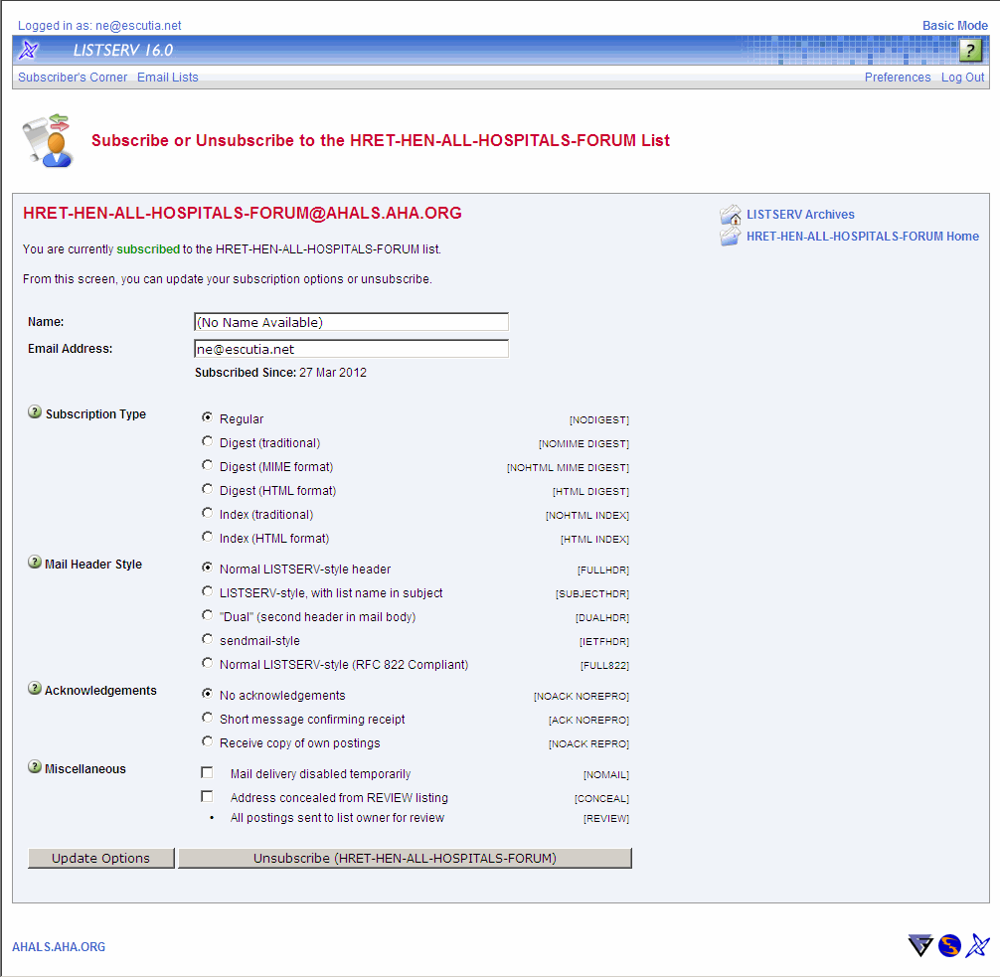 Logged in as: ne@escutia.net Basic Mode
LISTSERV 16.0 ?
Subscriber's Corner Email Lists Preferences Log Out
Subscribe or Unsubscribe to the HRET-HEN-ALL-HOSPITALS-FORUM List
HRET-HEN-ALL-HOSPITALS-FORUM@AHALS.AHA.ORG
LISTSERV Archives
HRET-HEN-ALL-HOSPITALS-FORUM Home
You are currently subscribed to the HRET-HEN-ALL-HOSPITALS-FORUM list.
From this screen, you can update your subscription options or unsubscribe.
Name: (No Name Available)
Email Address: ne@escutia.net
Subscribed Since: 27 Mar 2012
? Subscription Type
Regular [NODIGEST]
Digest (traditional) [NOMIME DIGEST]
Digest (MIME format) [NOHTML MIME DIGEST]
Digest (HTML format) [HTML DIGEST]
Index (traditional) [NOHTML INDEX]
Index (HTML format) [HTML INDEX]
? Mail Header Style
Normal LISTSERV-style header [FULLHDR]
LISTSERV-style, with list name in subject [SUBJECTHDR]
"Dual" (second header in mail body) [DUALHDR]
sendmail-style [IETFHDR]
Normal LISTSERV-style (RFC 822 Compliant) [FULL822]
? Acknowledgements
No acknowledgements [NOACK NOREPRO]
Short message confirming receipt [ACK NOREPRO]
Receive copy of own postings [NOACK REPRO]
? Miscellaneous
Mail delivery disabled temporarily [NOMAIL]
Address concealed from REVIEW listing [CONCEAL]
• All postings sent to list owner for review [REVIEW]
Update Options Unsubscribe (HRET-HEN-ALL-HOSPITALS-FORUM)
AHALS.AHA.ORG